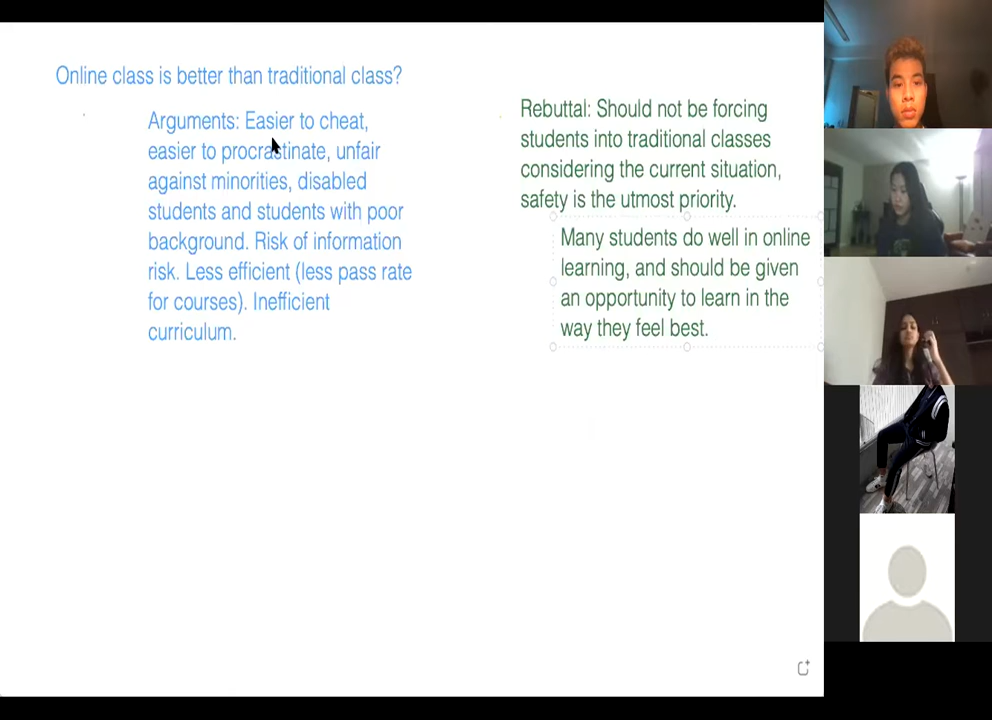 Online class is better than traditional class?
Arguments: Easier to cheat,
easier to procrastinate, unfair
against minorities, disabled
students and students with poor
background. Risk of information
risk. Less efficient (less pass rate
for courses). Inefficient
curriculum.
Rebuttal: Should not be forcing
students into traditional classes
considering the current situation,
safety is the utmost priority.
Many students do well in online
learning, and should be given
an opportunity to learn in the
way they feel best.